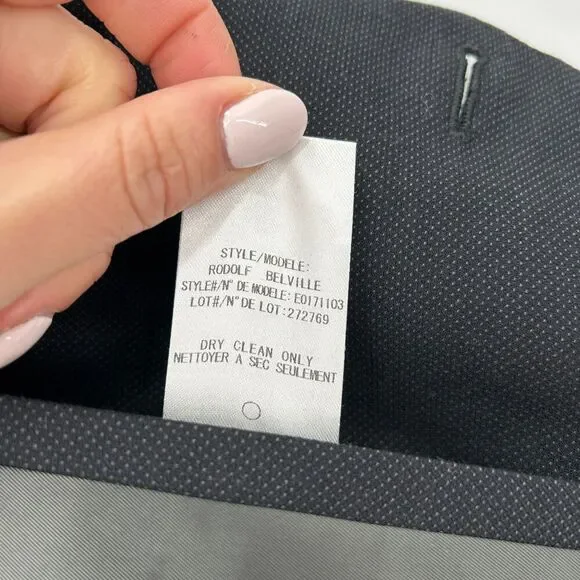 STYLE/MODELE:
RODOLF BELVILLE
STYLE#/N° DE MODELE: E0171103
LOT#/N° DE LOT:272769
DRY CLEAN ONLY
NETTOYER A SEC SEULEMENT